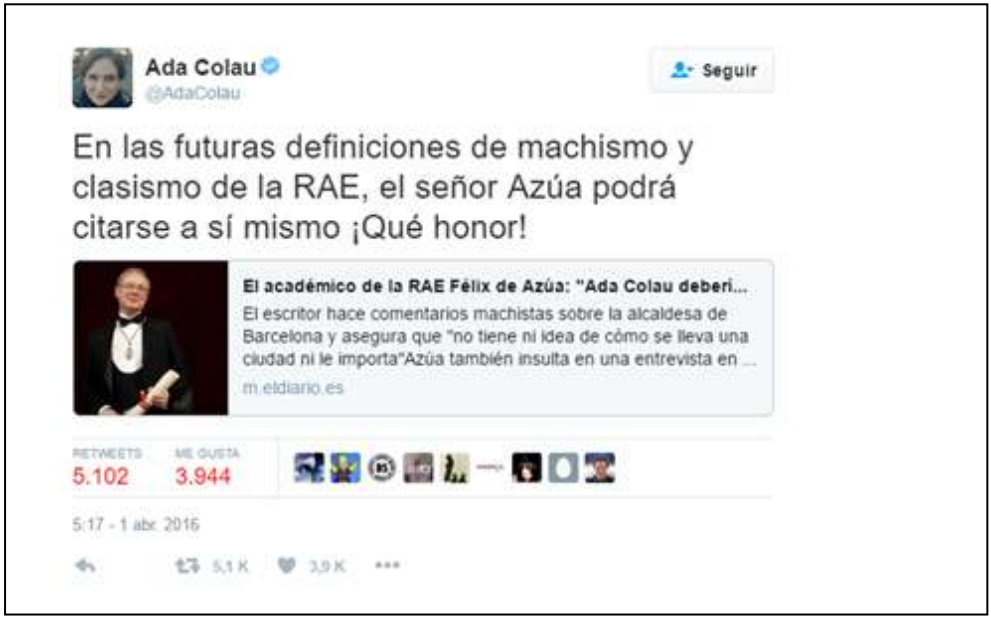 Ada Colau
@AdaColau
Seguir
En las futuras definiciones de machismo y
clasismo de la RAE, el señor Azúa podrá
citarse a sí mismo ¡Qué honor!
El académico de la RAE Félix de Azúa: "Ada Colau deberí...
El escritor hace comentarios machistas sobre la alcaldesa de
Barcelona y asegura que "no tiene ni idea de cómo se lleva una
ciudad ni le importa"Azúa también insulta en una entrevista en ...
m.eldiario.es
RETWEETS
ME GUSTA
5.102
3.944
5:17 - 1 abr. 2016
5,1 K
3,9 K